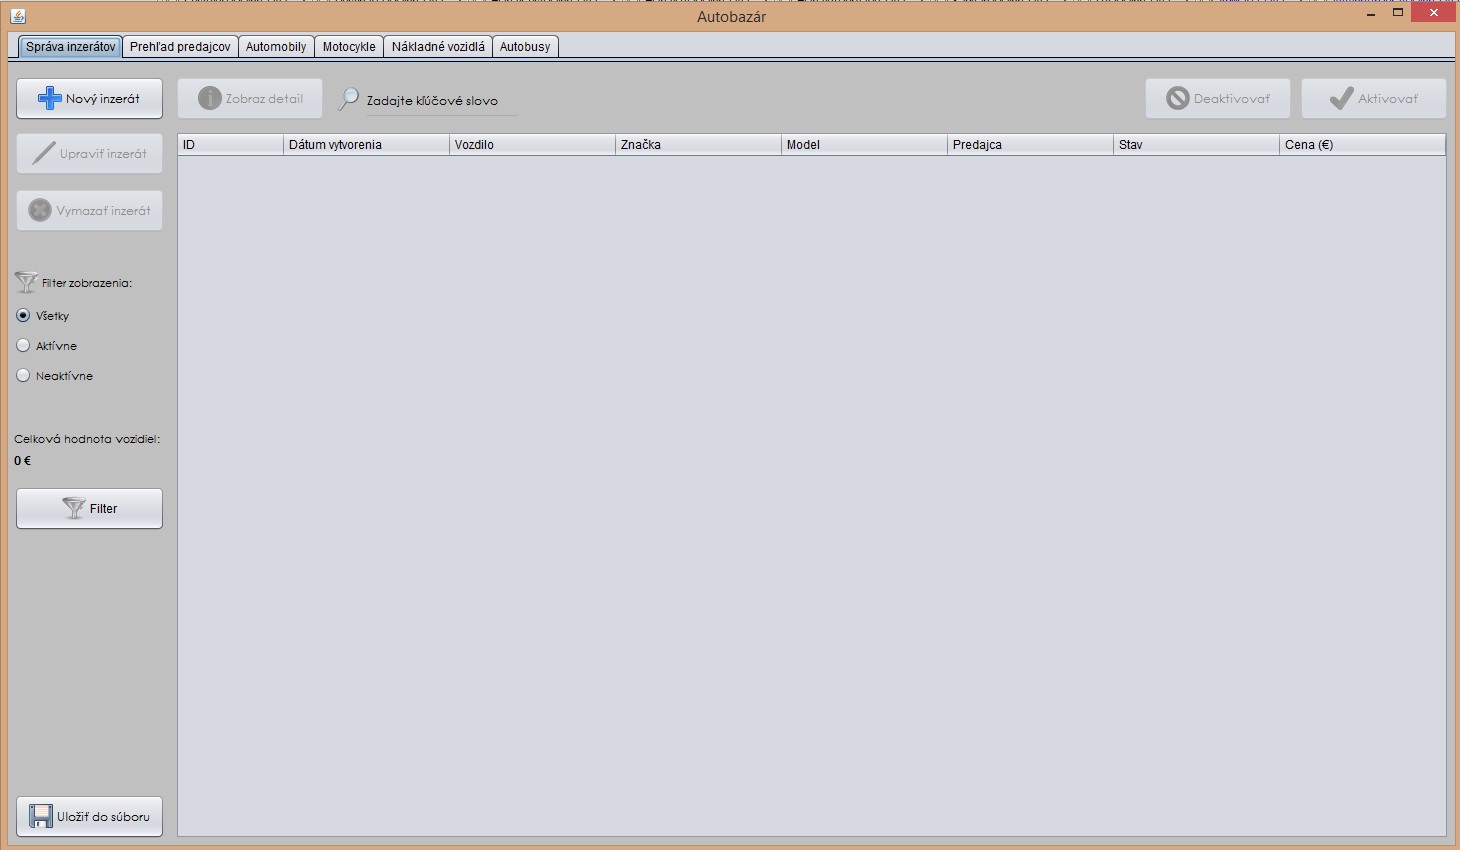 Autobazár
Správa inzerátov Prehľad predajcov Automobily Motocykle Nákladné vozidlá Autobusy
Nový inzerát Zobraz detail Zadajte kľúčové slovo Deaktivovať Aktivovať
Upraviť inzerát
Vymazať inzerát
ID Dátum vytvorenia Vozdilo Značka Model Predajca Stav Cena (€)
Filter zobrazenia:
Všetky
Aktívne
Neaktívne
Celková hodnota vozidiel:
0 €
Filter
Uložiť do súboru